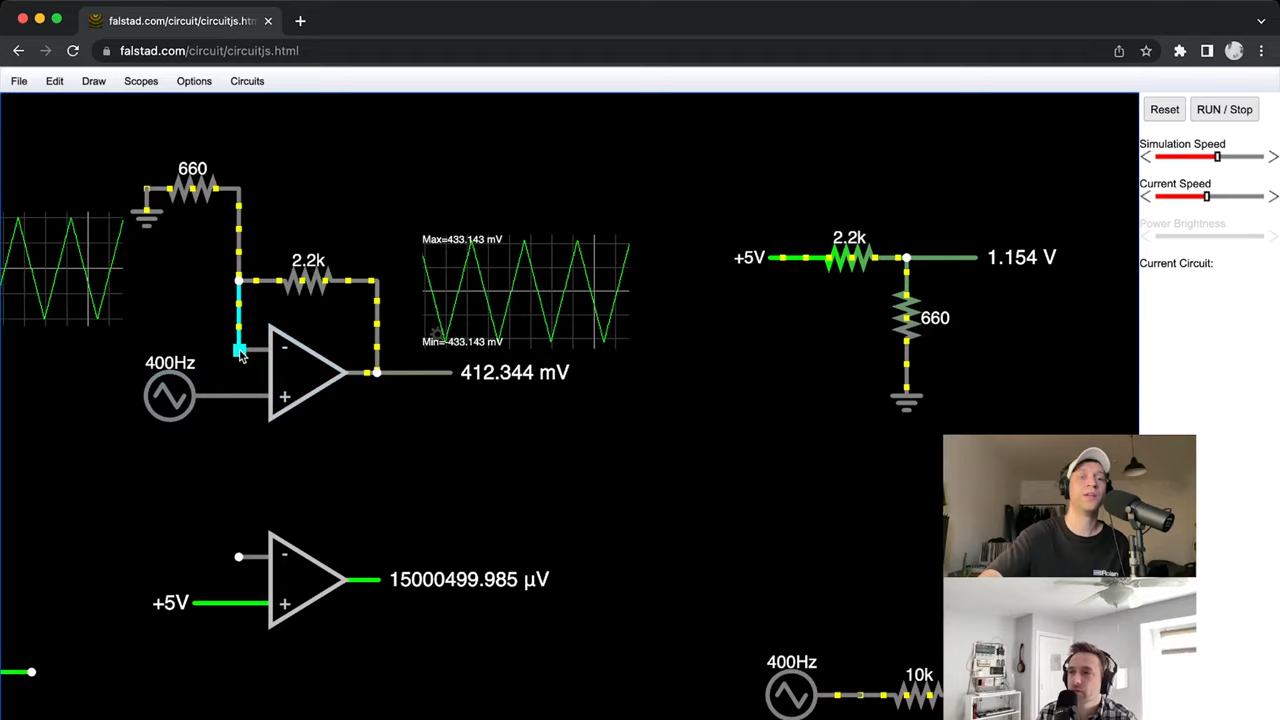 falstad.com/circuit/circuitjs.htm
falstad.com/circuit/circuitjs.html
File Edit Draw Scopes Options Circuits
Reset RUN / Stop
Simulation Speed
Current Speed
Power Brightness
Current Circuit:
660
2.2k
Max=433.143 mV
Min=-433.143 mV
400Hz
-
+
412.344 mV
2.2k
+5V
1.154 V
660
-
+5V
+
15000499.985 µV
400Hz
10k